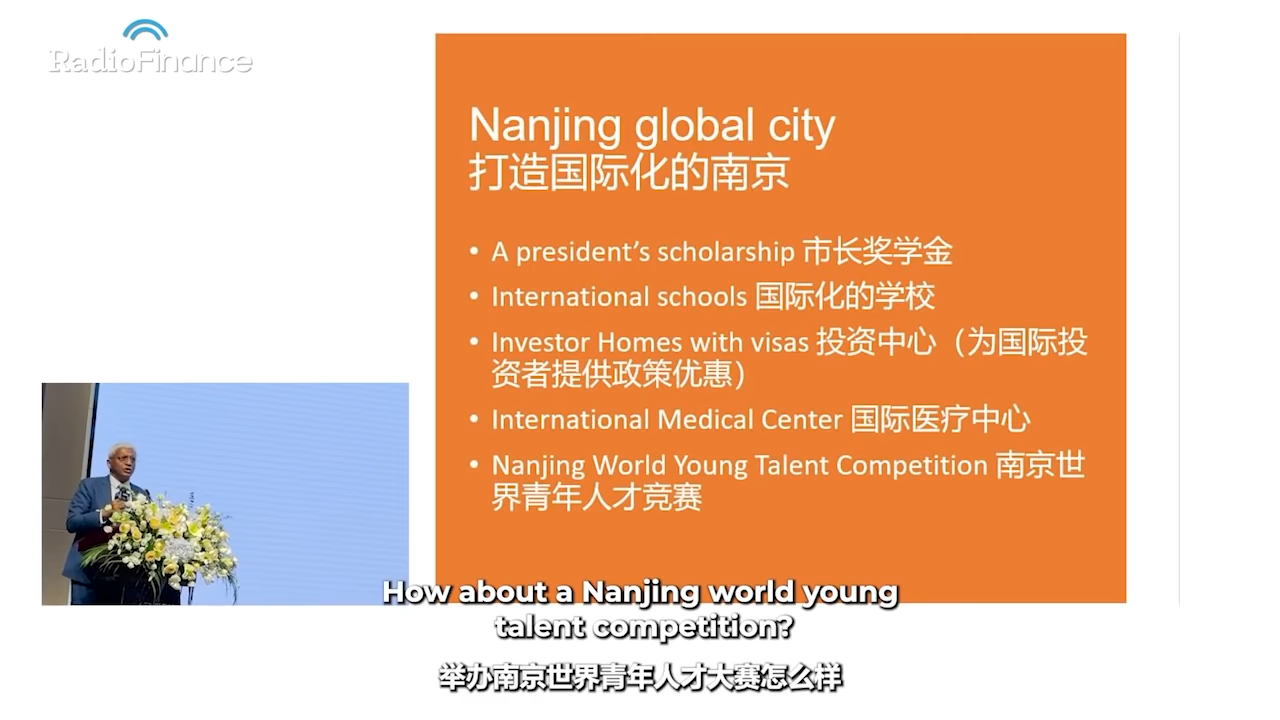 RadioFinance
Nanjing global city
打造国际化的南京
• A president’s scholarship 市长奖学金
• International schools 国际化的学校
• Investor Homes with visas 投资中心（为国际投
资者提供政策优惠）
• International Medical Center 国际医疗中心
• Nanjing World Young Talent Competition 南京世
界青年人才竞赛
How about a Nanjing world young
talent competition?
举办南京世界青年人才大赛怎么样